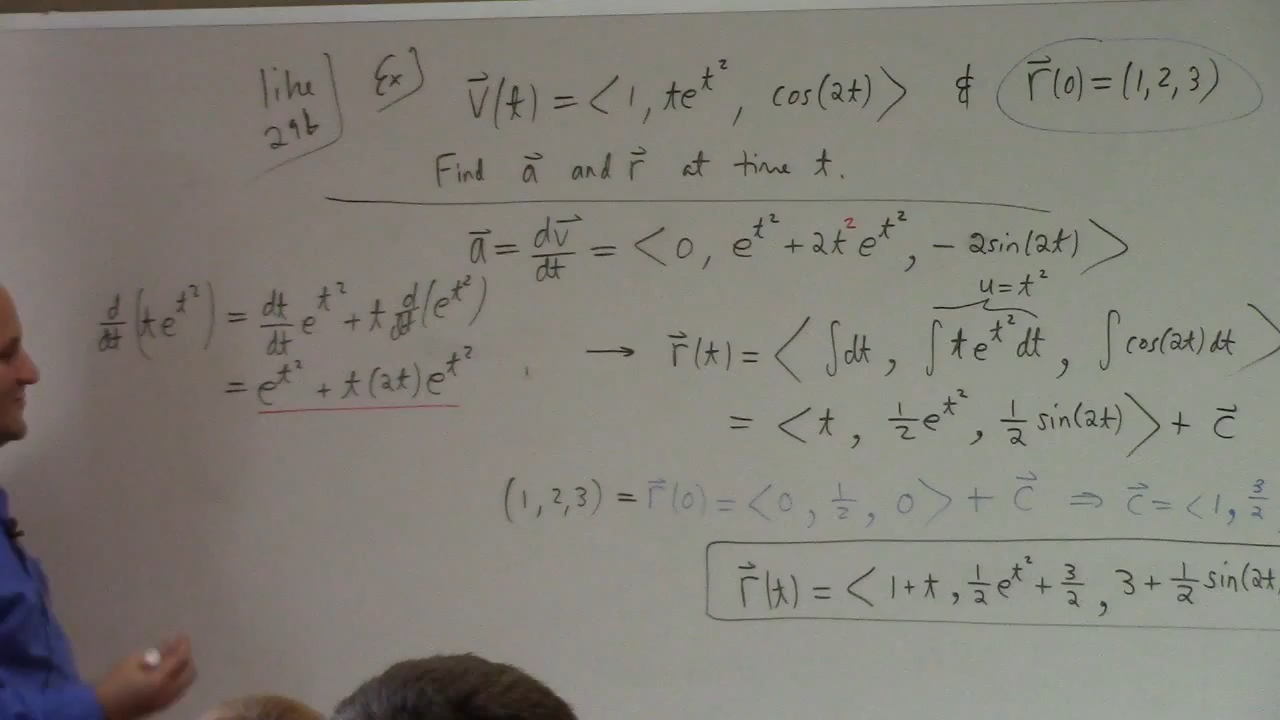 like 29b] Ex] v⃗(t) = <1, te^{t²}, cos(2t)> & r⃗(0) = (1,2,3)
Find a⃗ and r⃗ at time t.
a⃗ = dv⃗/dt = <0, e^{t²} + 2t²e^{t²}, -2sin(2t)>
d/dt(te^{t²}) = dt/dt e^{t²} + t d/dt(e^{t²})
= e^{t²} + t(2t)e^{t²}
u = t²
→ r⃗(t) = <∫dt, ∫te^{t²}dt, ∫cos(2t)dt>
= <t, 1/2 e^{t²}, 1/2 sin(2t)> + c⃗
(1,2,3) = r⃗(0) = <0, 1/2, 0> + c⃗ ⇒ c⃗ = <1, 3/2
r⃗(t) = <1+t, 1/2 e^{t²} + 3/2, 3 + 1/2 sin(2t